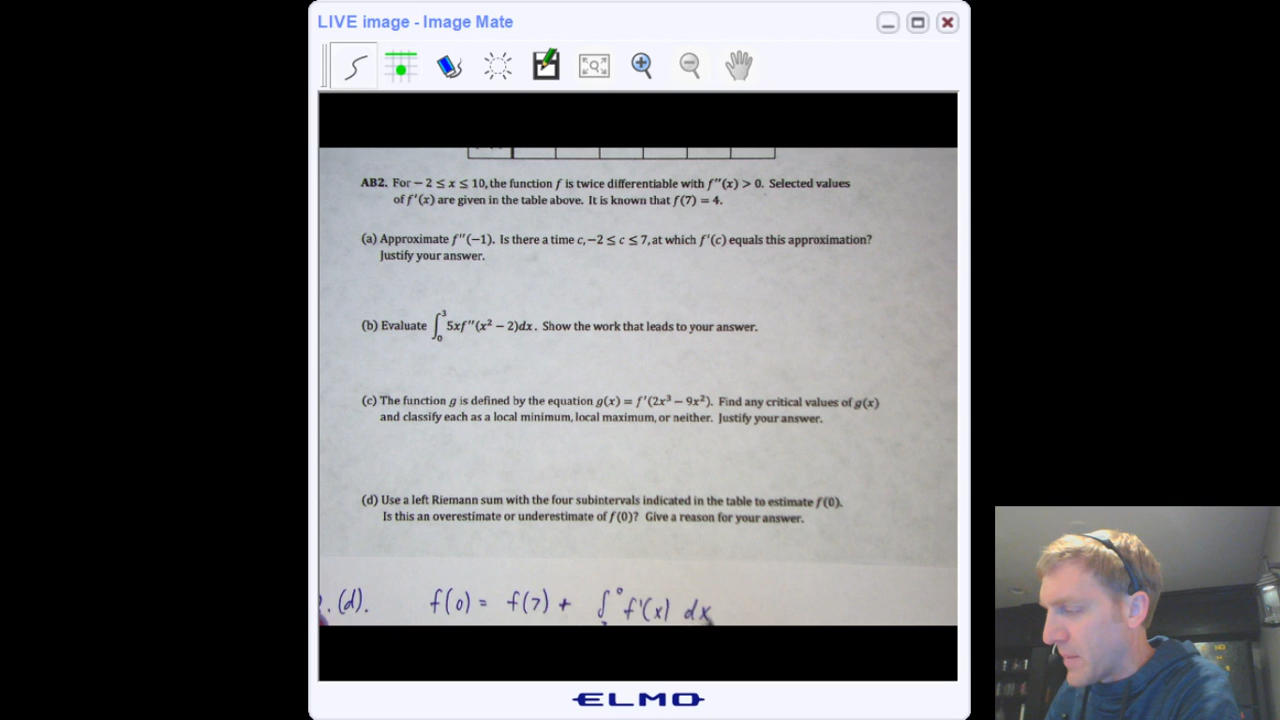 LIVE image - Image Mate
AB2. For − 2 ≤ x ≤ 10, the function f is twice differentiable with f''(x) > 0. Selected values
of f'(x) are given in the table above. It is known that f(7) = 4.
(a) Approximate f''(−1). Is there a time c, −2 ≤ c ≤ 7, at which f'(c) equals this approximation?
Justify your answer.
(b) Evaluate ∫₀³ 5xf''(x² − 2)dx. Show the work that leads to your answer.
(c) The function g is defined by the equation g(x) = f'(2x³ − 9x²). Find any critical values of g(x)
and classify each as a local minimum, local maximum, or neither. Justify your answer.
(d) Use a left Riemann sum with the four subintervals indicated in the table to estimate f(0).
Is this an overestimate or underestimate of f(0)? Give a reason for your answer.
. (d). f(0) = f(7) + ∫⁰ f'(x) dx
ELMO